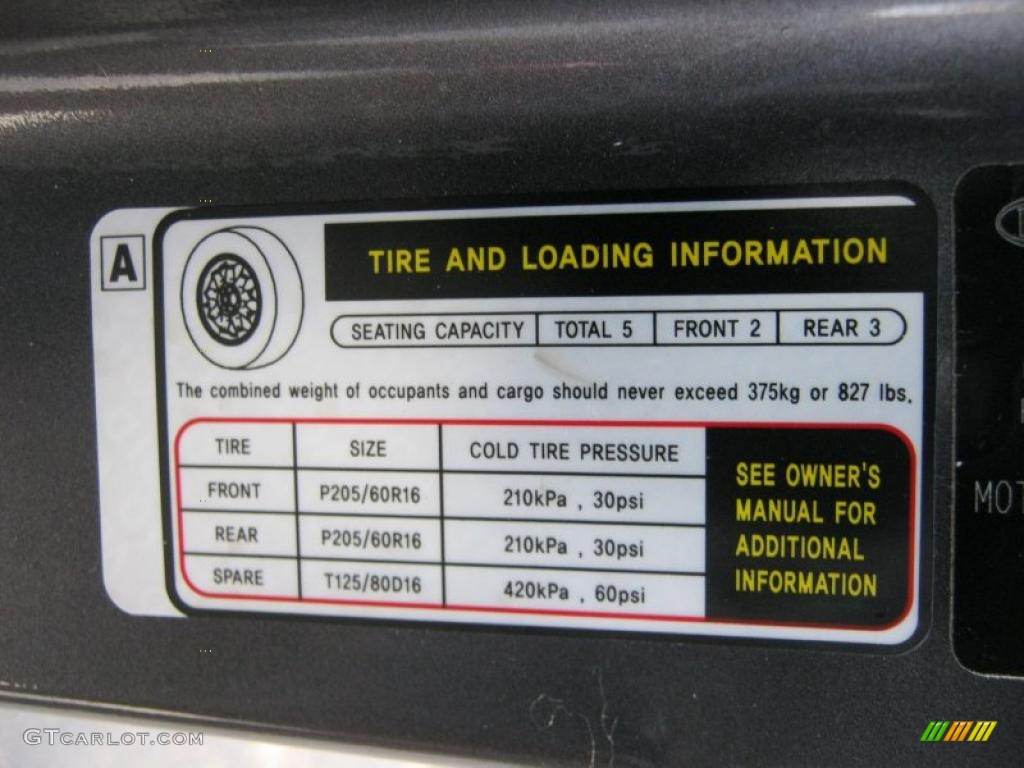 A
TIRE AND LOADING INFORMATION
SEATING CAPACITY TOTAL 5 FRONT 2 REAR 3
The combined weight of occupants and cargo should never exceed 375kg or 827 lbs.
TIRE SIZE COLD TIRE PRESSURE
FRONT P205/60R16 210kPa , 30psi
REAR P205/60R16 210kPa , 30psi
SPARE T125/80D16 420kPa , 60psi
SEE OWNER'S
MANUAL FOR
ADDITIONAL
INFORMATION
MOT
GTCARLOT.COM